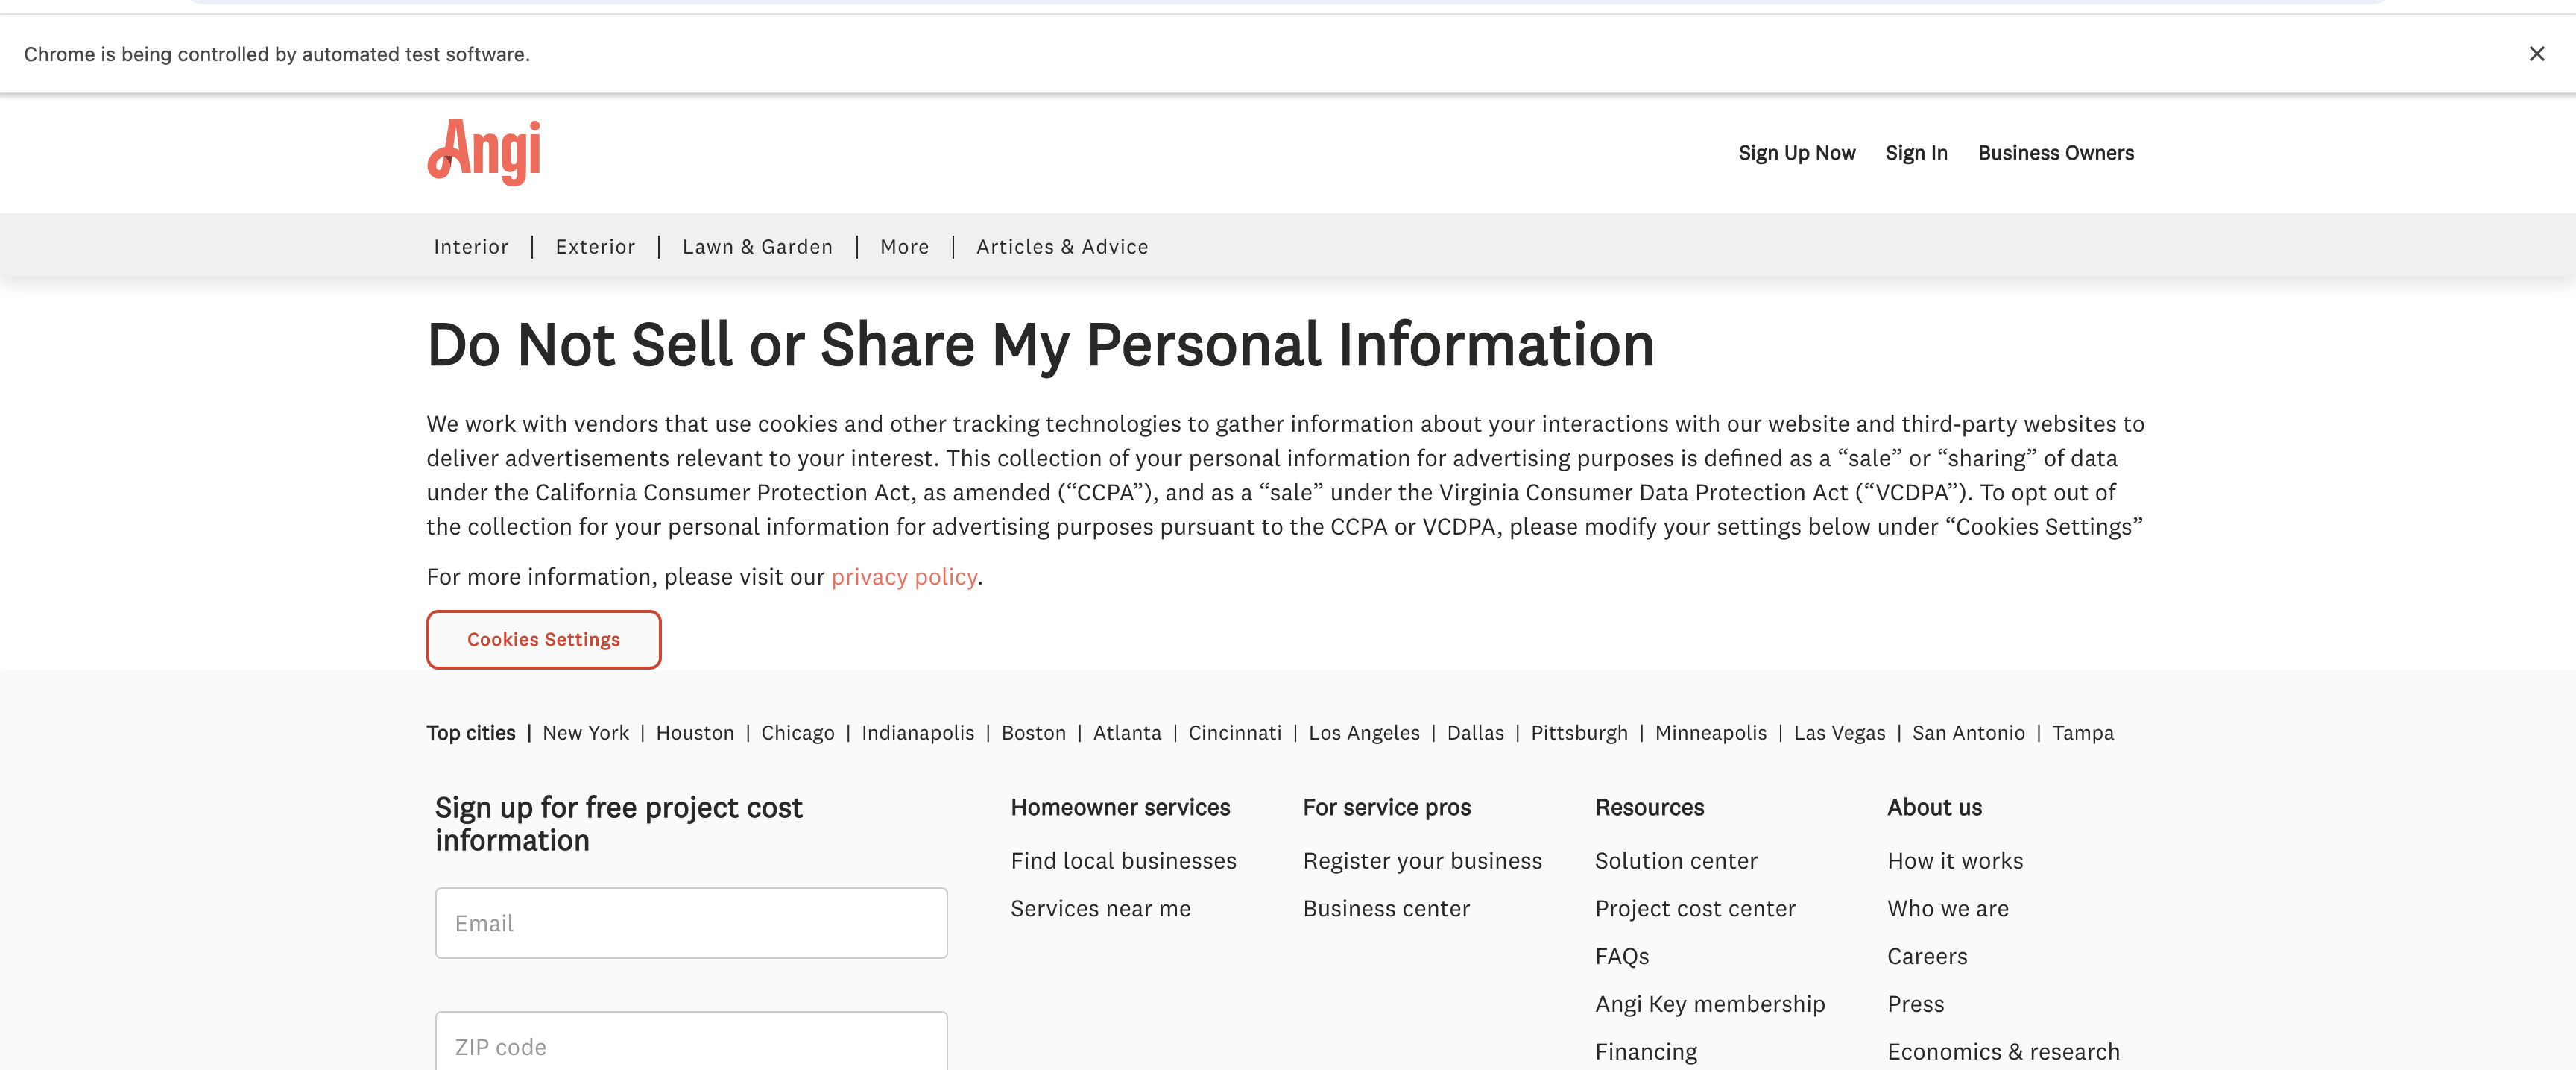 Chrome is being controlled by automated test software.
Angi
Sign Up Now Sign In Business Owners
Interior | Exterior | Lawn & Garden | More | Articles & Advice
Do Not Sell or Share My Personal Information
We work with vendors that use cookies and other tracking technologies to gather information about your interactions with our website and third-party websites to
deliver advertisements relevant to your interest. This collection of your personal information for advertising purposes is defined as a “sale” or “sharing” of data
under the California Consumer Protection Act, as amended (“CCPA”), and as a “sale” under the Virginia Consumer Data Protection Act (“VCDPA”). To opt out of
the collection for your personal information for advertising purposes pursuant to the CCPA or VCDPA, please modify your settings below under “Cookies Settings”
For more information, please visit our privacy policy.
Cookies Settings
Top cities | New York | Houston | Chicago | Indianapolis | Boston | Atlanta | Cincinnati | Los Angeles | Dallas | Pittsburgh | Minneapolis | Las Vegas | San Antonio | Tampa
Sign up for free project cost
information
Email
ZIP code
Homeowner services
Find local businesses
Services near me
For service pros
Register your business
Business center
Resources
Solution center
Project cost center
FAQs
Angi Key membership
Financing
About us
How it works
Who we are
Careers
Press
Economics & research